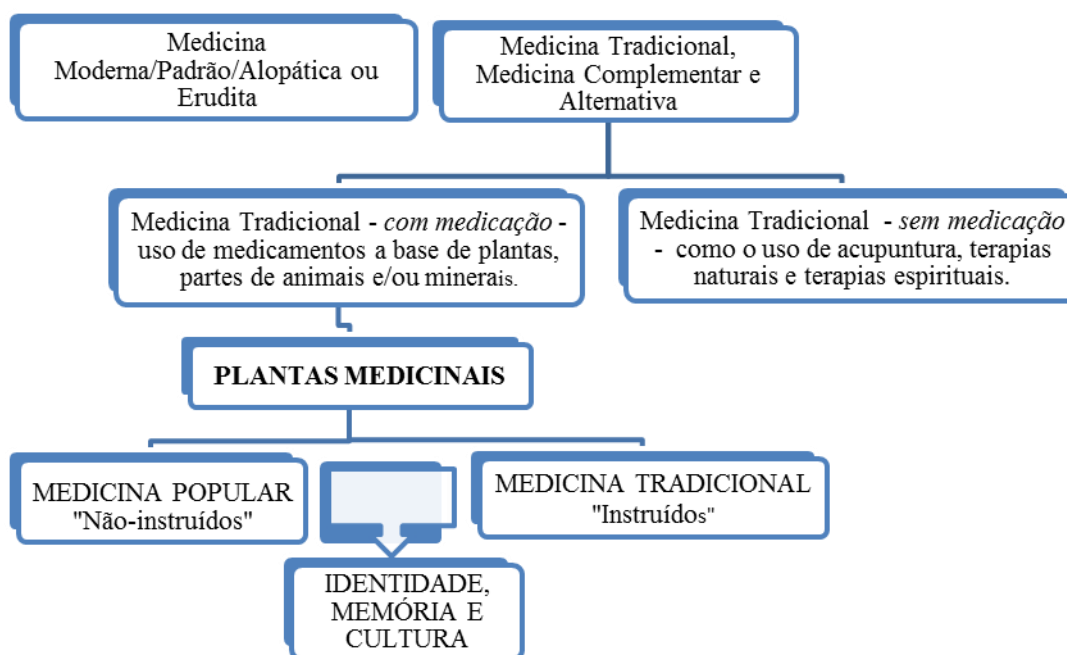 Medicina
Moderna/Padrão/Alopática ou
Erudita
Medicina Tradicional,
Medicina Complementar e
Alternativa
Medicina Tradicional - com medicação -
uso de medicamentos a base de plantas,
partes de animais e/ou minerais.
Medicina Tradicional - sem medicação
- como o uso de acupuntura, terapias
naturais e terapias espirituais.
PLANTAS MEDICINAIS
MEDICINA POPULAR
"Não-instruídos"
MEDICINA TRADICIONAL
"Instruídos"
IDENTIDADE,
MEMÓRIA E
CULTURA